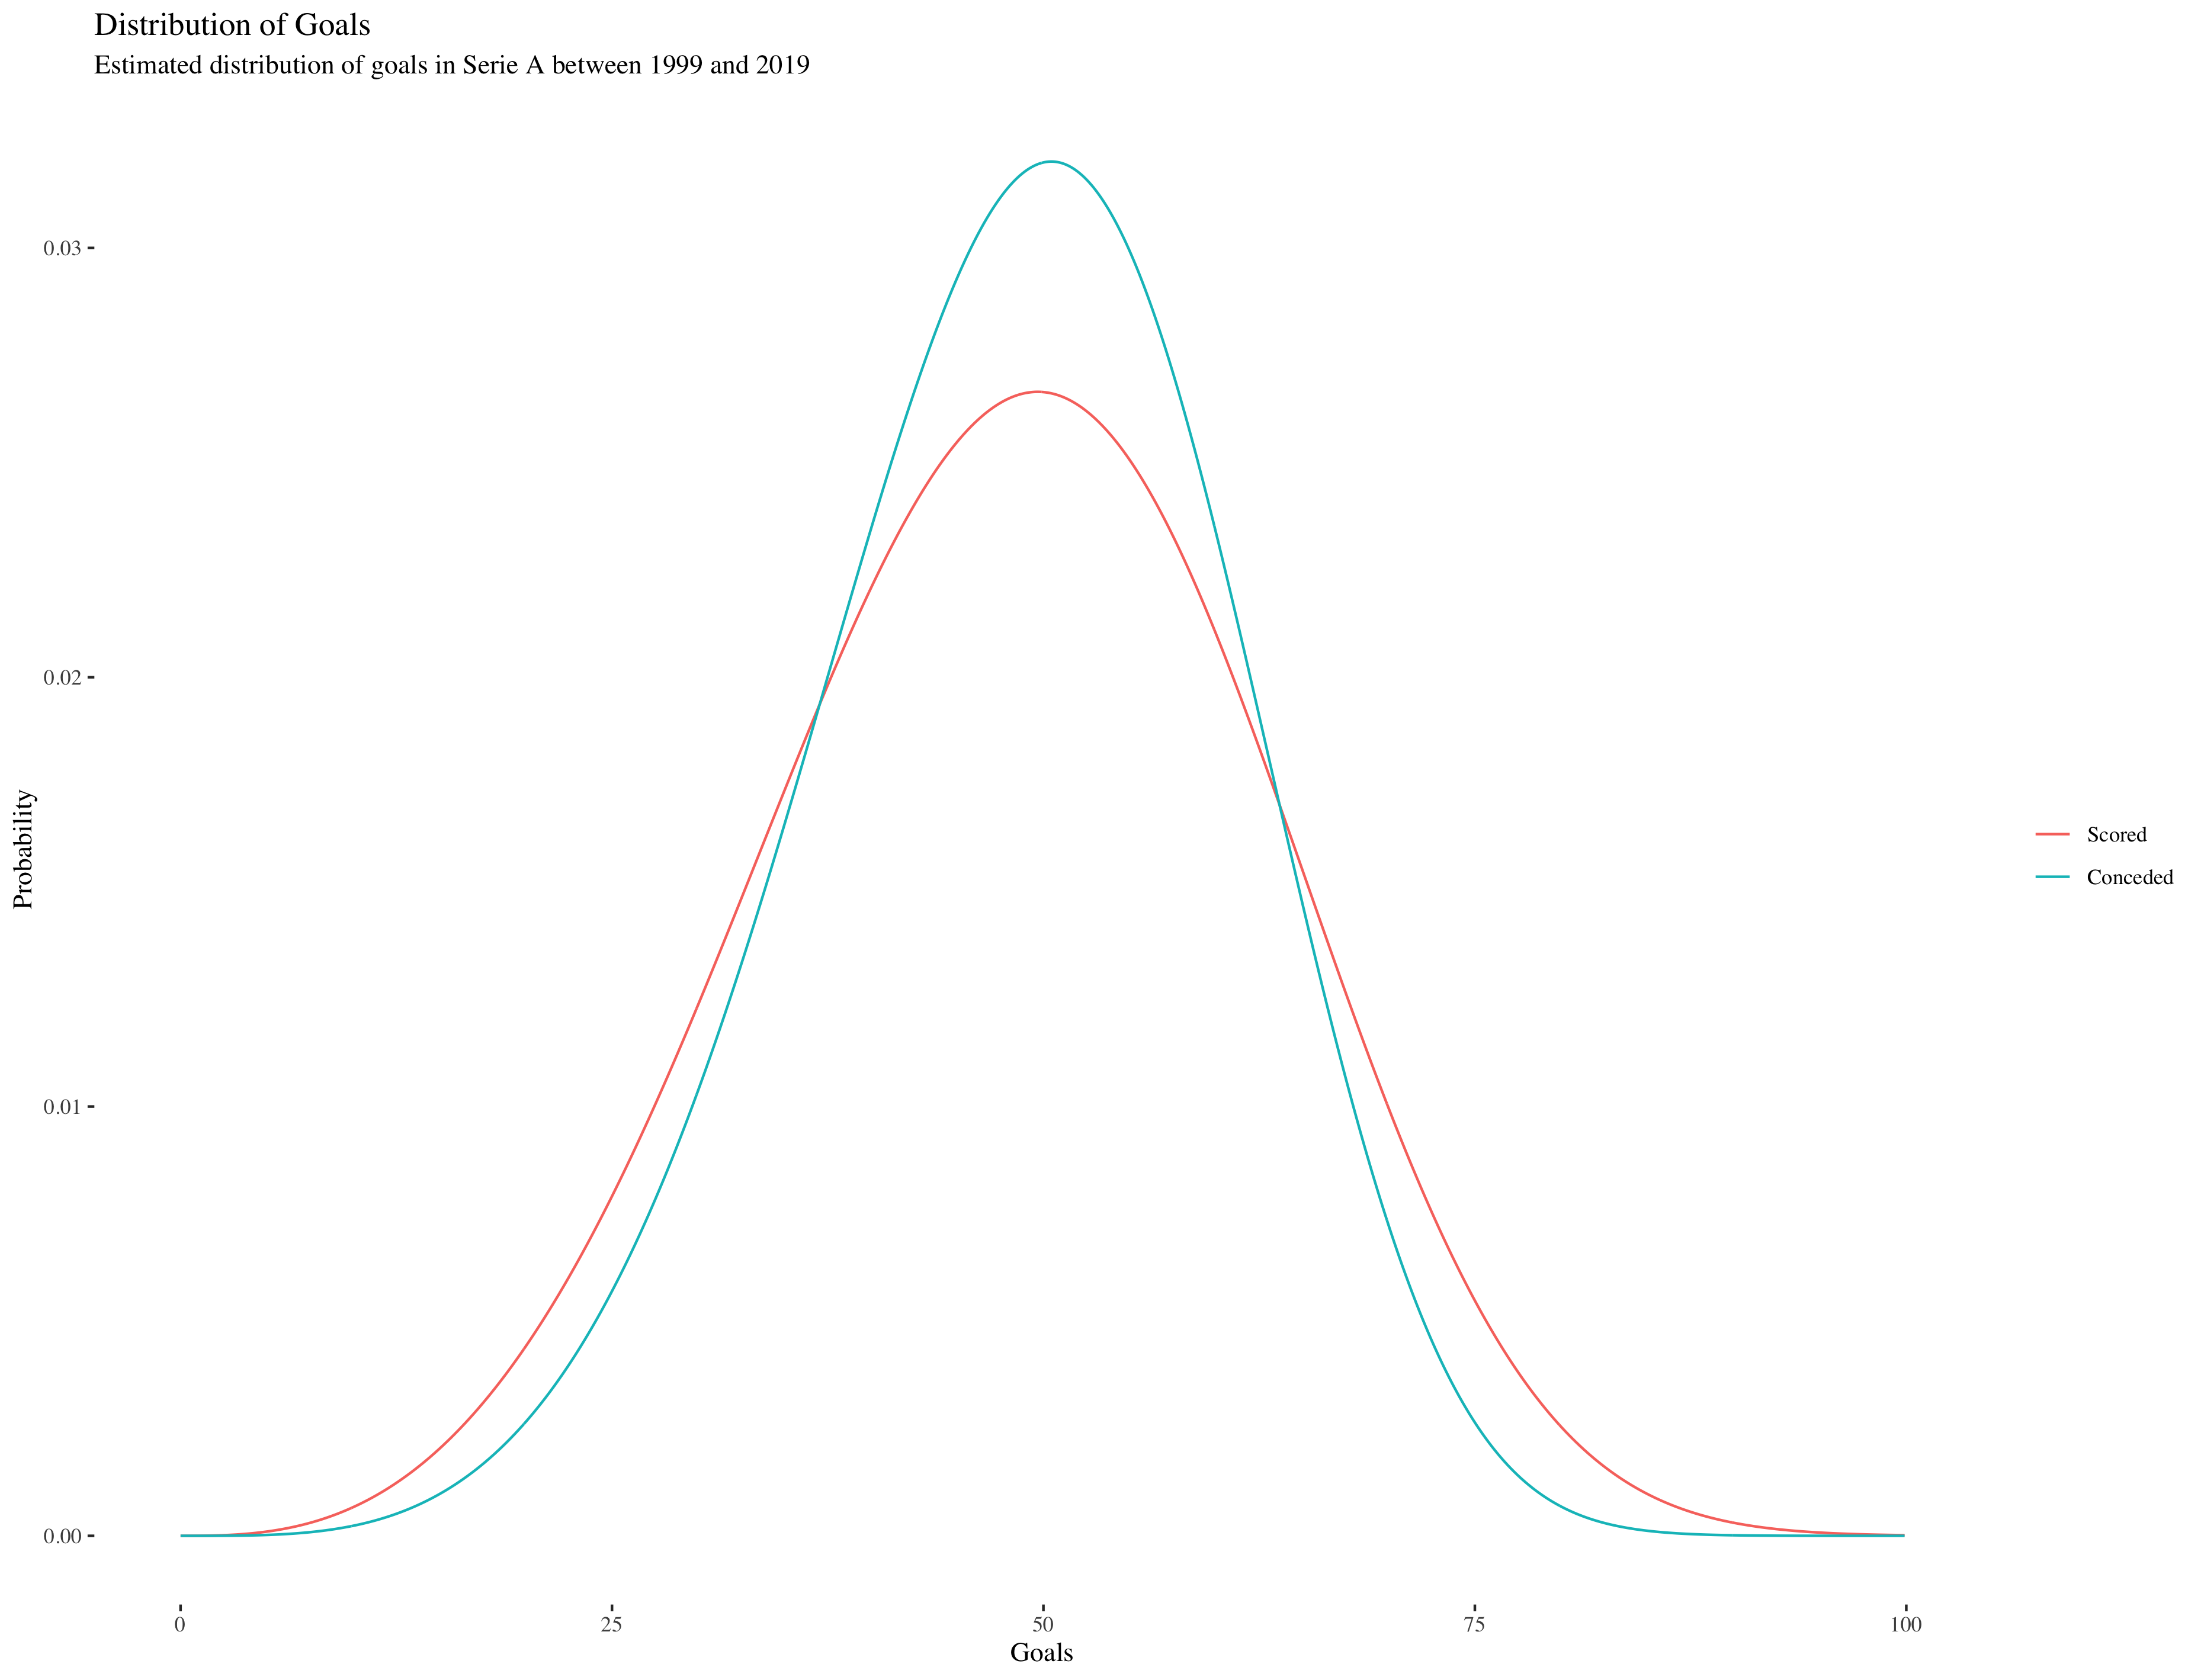 Distribution of Goals
Estimated distribution of goals in Serie A between 1999 and 2019
0.03
0.02
0.01
0.00
Probability
0
25
50
75
100
Goals
Scored
Conceded